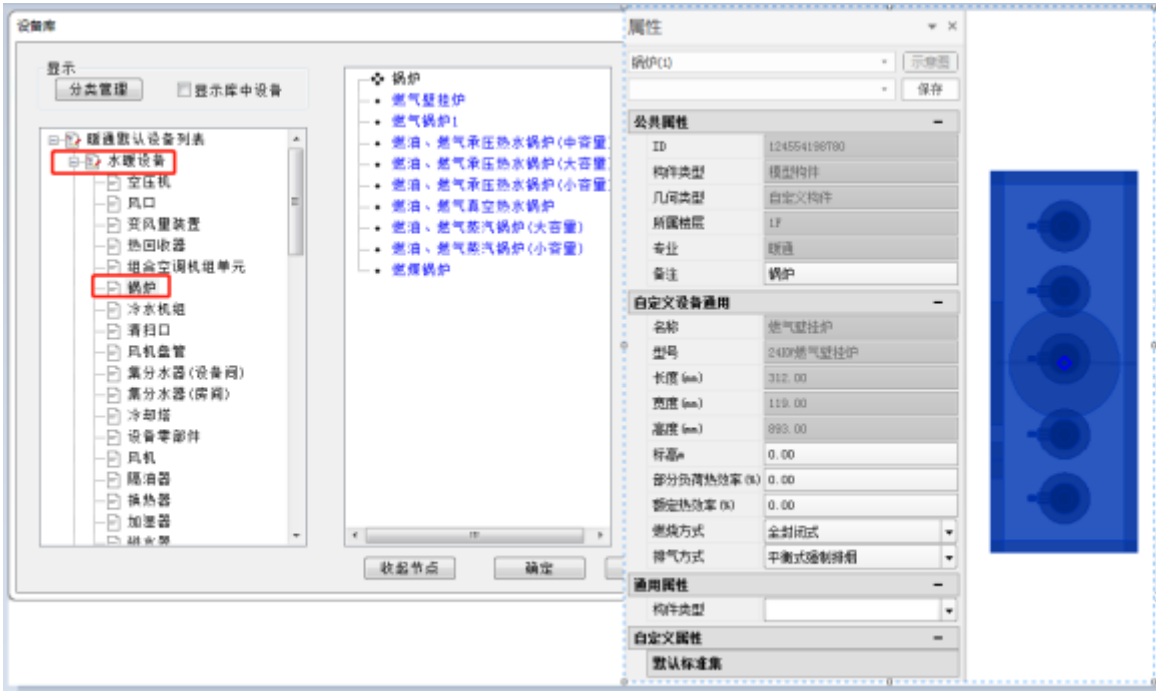 设备库
显示
分类管理
显示库中设备
暖通默认设备列表
水暖设备
空压机
风口
变风量装置
热回收器
组合空调机组单元
锅炉
冷水机组
清扫口
风机盘管
集分水器(设备间)
集分水器(房间)
冷却塔
设备零部件
风机
隔油器
换热器
加湿器
锅炉
燃气壁挂炉
燃气锅炉1
燃油、燃气承压热水锅炉(中容量
燃油、燃气承压热水锅炉(大容量
燃油、燃气承压热水锅炉(小容量
燃油、燃气真空热水锅炉
燃油、燃气蒸汽锅炉(大容量)
燃油、燃气蒸汽锅炉(小容量)
燃煤锅炉
收起节点
确定
属性
锅炉(1)
示意图
保存
公共属性
ID 124554198780
构件类型 模型构件
几何类型 自定义构件
所属楼层 1F
专业 暖通
备注 锅炉
自定义设备通用
名称 燃气壁挂炉
型号 24KW燃气壁挂炉
长度(mm) 312.00
宽度(mm) 119.00
高度(mm) 893.00
标高m 0.00
部分负荷热效率(%) 0.00
额定热效率(%) 0.00
燃烧方式 全封闭式
排气方式 平衡式强制排烟
通用属性
构件类型
自定义属性
默认标准集